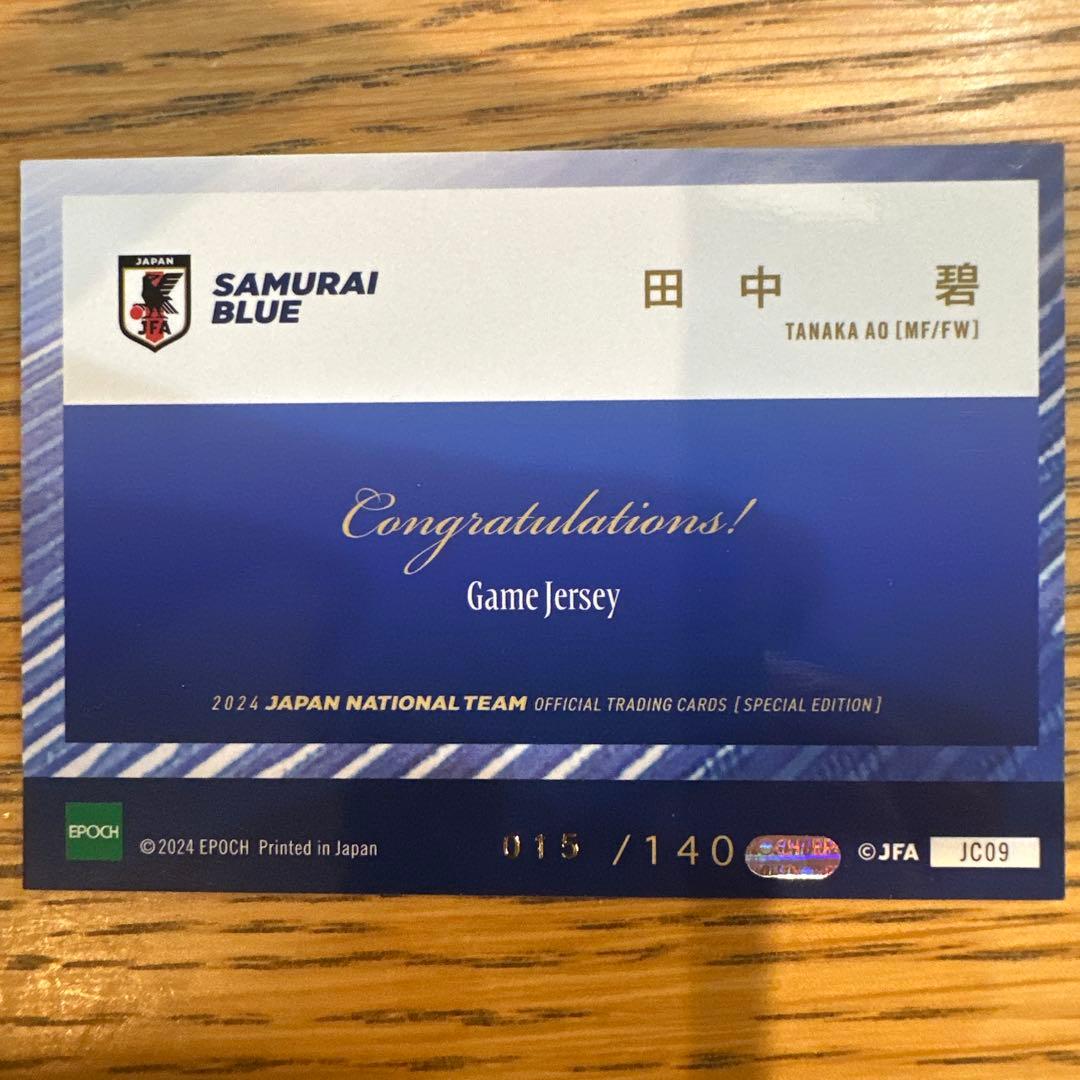 JAPAN
JFA
SAMURAI
BLUE
田 中 碧
TANAKA AO [MF/FW]
Congratulations!
Game Jersey
2024 JAPAN NATIONAL TEAM OFFICIAL TRADING CARDS [SPECIAL EDITION]
EPOCH
©2024 EPOCH Printed in Japan
015 /140
©JFA
JC09